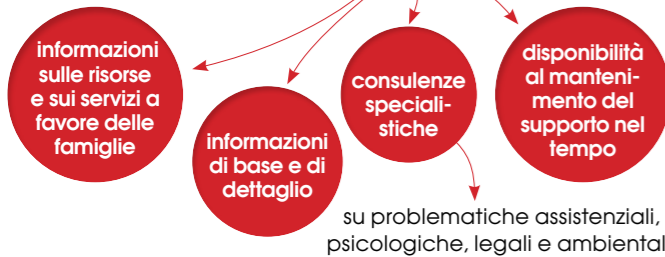 informazioni
sulle risorse
e sui servizi a
favore delle
famiglie
informazioni
di base e di
dettaglio
consulenze
speciali-
stiche
disponibilità
al manteni-
mento del
supporto nel
tempo
su problematiche assistenziali,
psicologiche, legali e ambiental